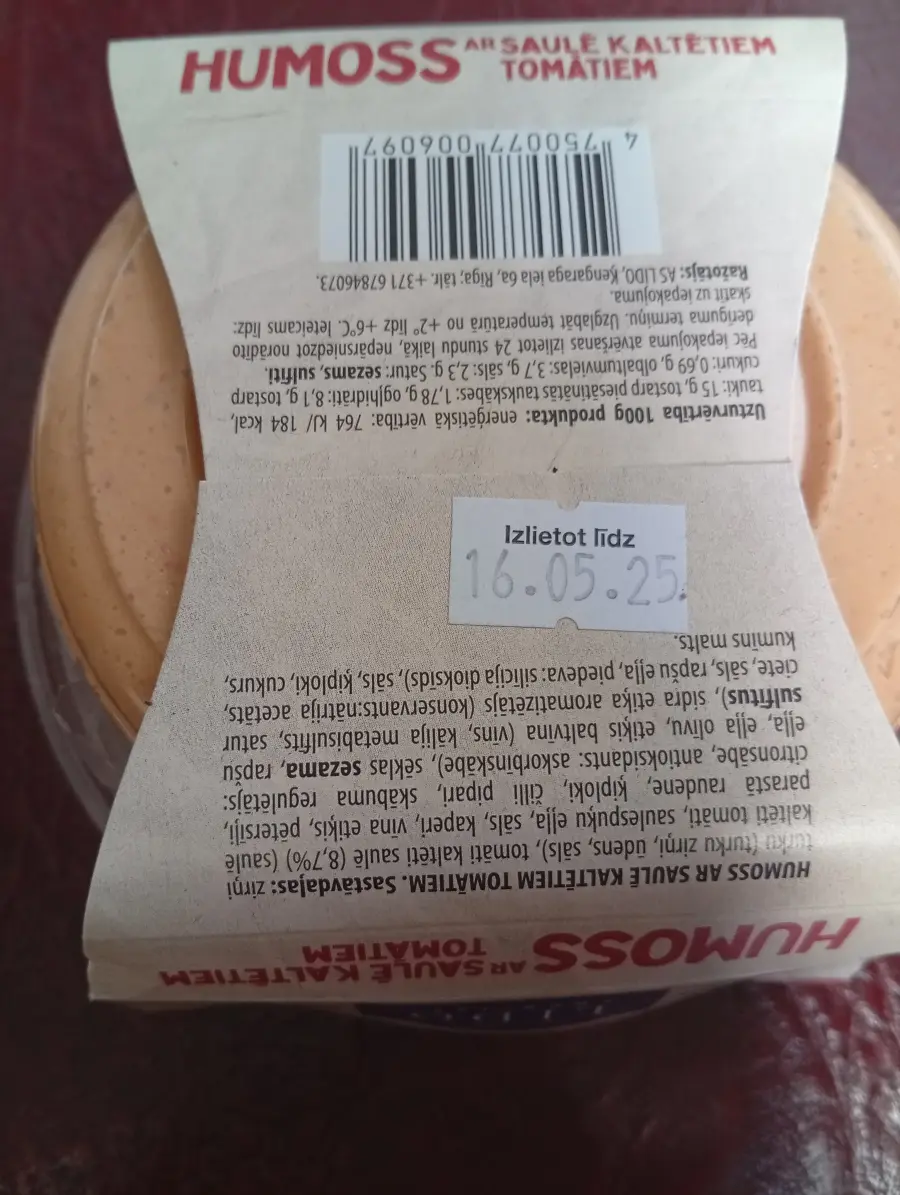 HUMOSS AR SAULĒ KALTĒTIEM
TOMĀTIEM
HUMOSS AR SAULĒ KALTĒTIEM TOMĀTIEM. Sastāvdaļas: zirņi
turku (turku zirņi, ūdens, sāls), tomāti kaltēti saulē (8,7%) (saulē
kaltēti tomāti, saulespuķu eļļa, sāls, kaperi, vīna etiķis, pētersīļi,
parastā raudene, ķiploki, čilli pipari, skābuma regulētājs:
citronsābe, antioksidants: askorbīnskābe), sēklas sezama, rapšu
eļļa, eļļa olīvu, etiķis baltvīna (vīns, kālija metabisulfīts, satur
sulfītus), sidra etiķa aromatizētājs (konservants:nātrija acetāts,
ciete, sāls, rapšu eļļa, piedeva: silīcija dioksīds), sāls, ķiploki, cukurs,
kumīns malts.
Izlietot līdz
16.05.25.
Uzturvērtība 100g produkta: enerģētiskā vērtība: 764 kJ/ 184 kcal,
tauki: 15 g, tostarp piesātinātās taukskābes: 1,78 g, ogļhidrāti: 8,1 g, tostarp
cukuri: 0,69 g, olbaltumvielas: 3,7 g, sāls: 2,3 g. Satur: sezams, sulfīti.
Pēc iepakojuma atvēršanas izlietot 24 stundu laikā, nepārsniedzot norādīto
derīguma termiņu. Uzglabāt temperatūrā no +2° līdz +6°C. Ieteicams līdz:
skatīt uz iepakojuma.
Ražotājs: AS LIDO, Ķengaraga iela 6a, Rīga; tālr. +371 67846073.
4 750077 006097
HUMOSS AR SAULĒ KALTĒTIEM
TOMĀTIEM